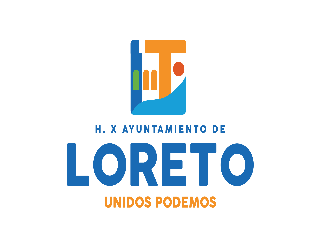 H. X AYUNTAMIENTO DE
LORETO
UNIDOS PODEMOS